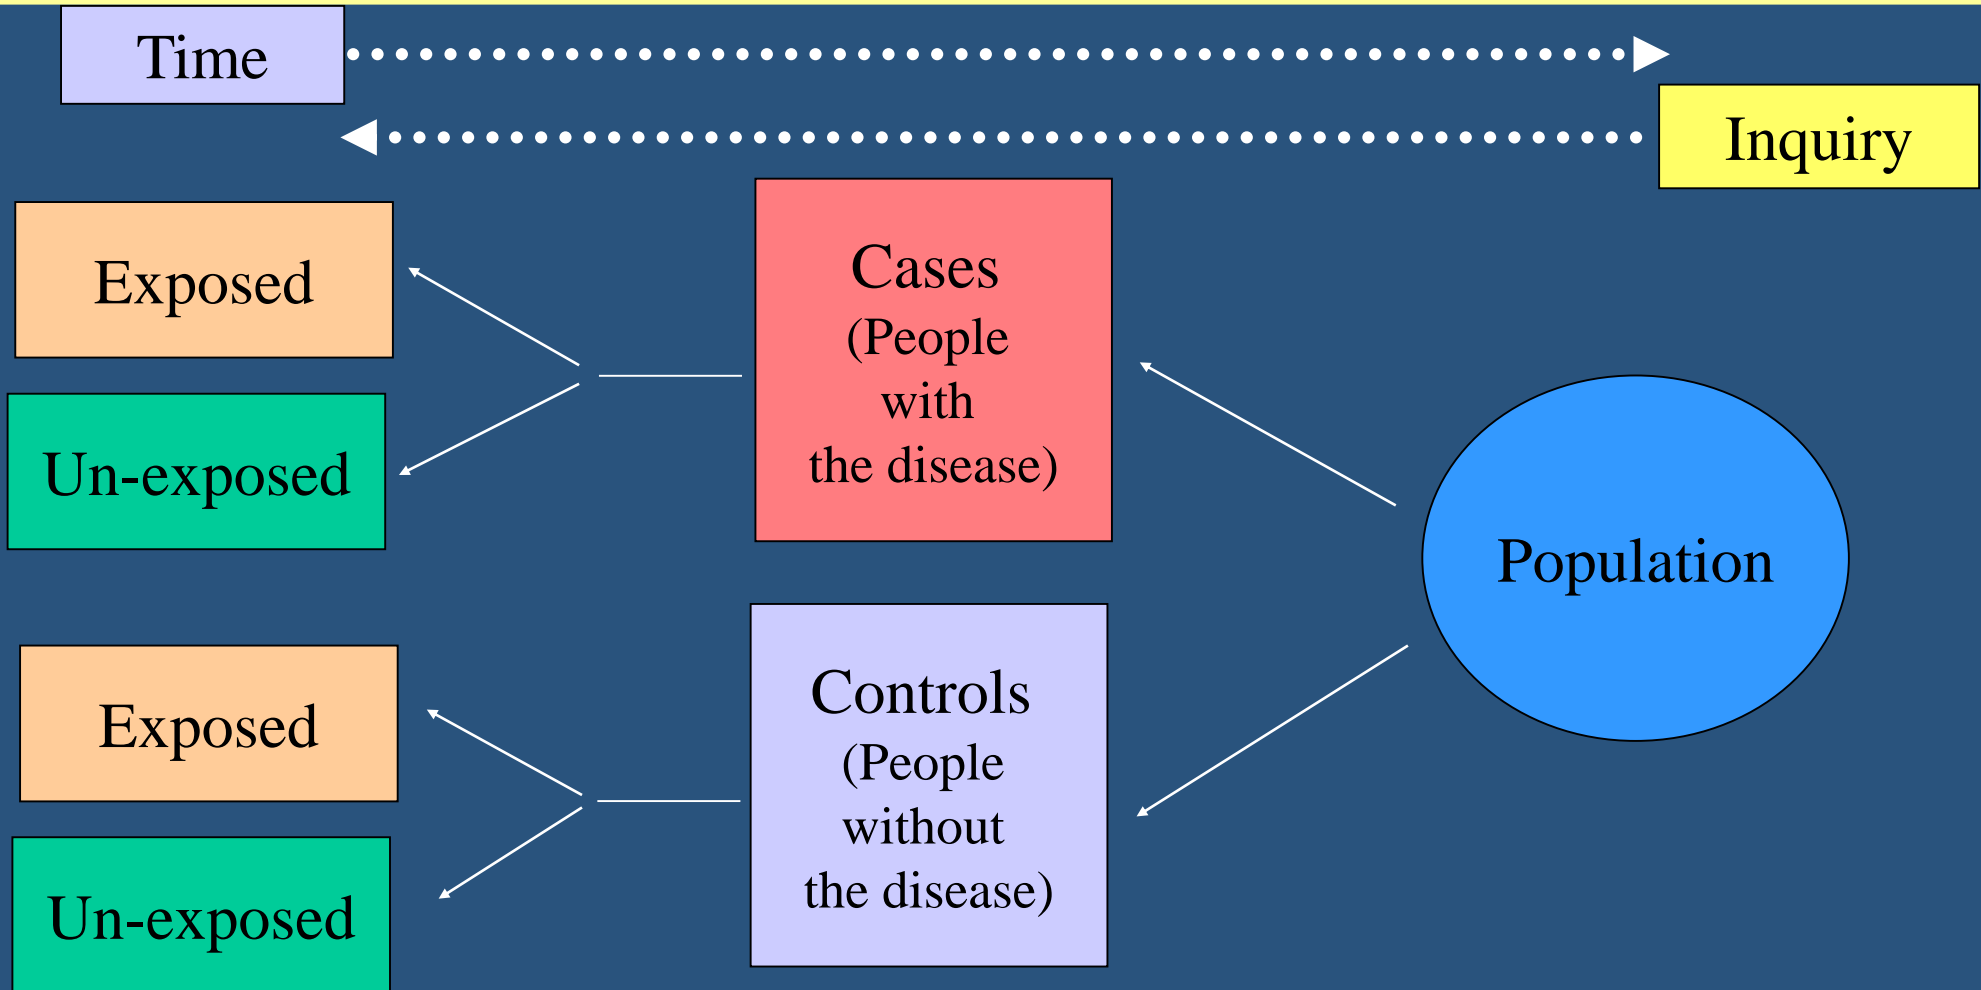 Time
Inquiry
Exposed
Un-exposed
Cases
(People
with
the disease)
Population
Exposed
Un-exposed
Controls
(People
without
the disease)